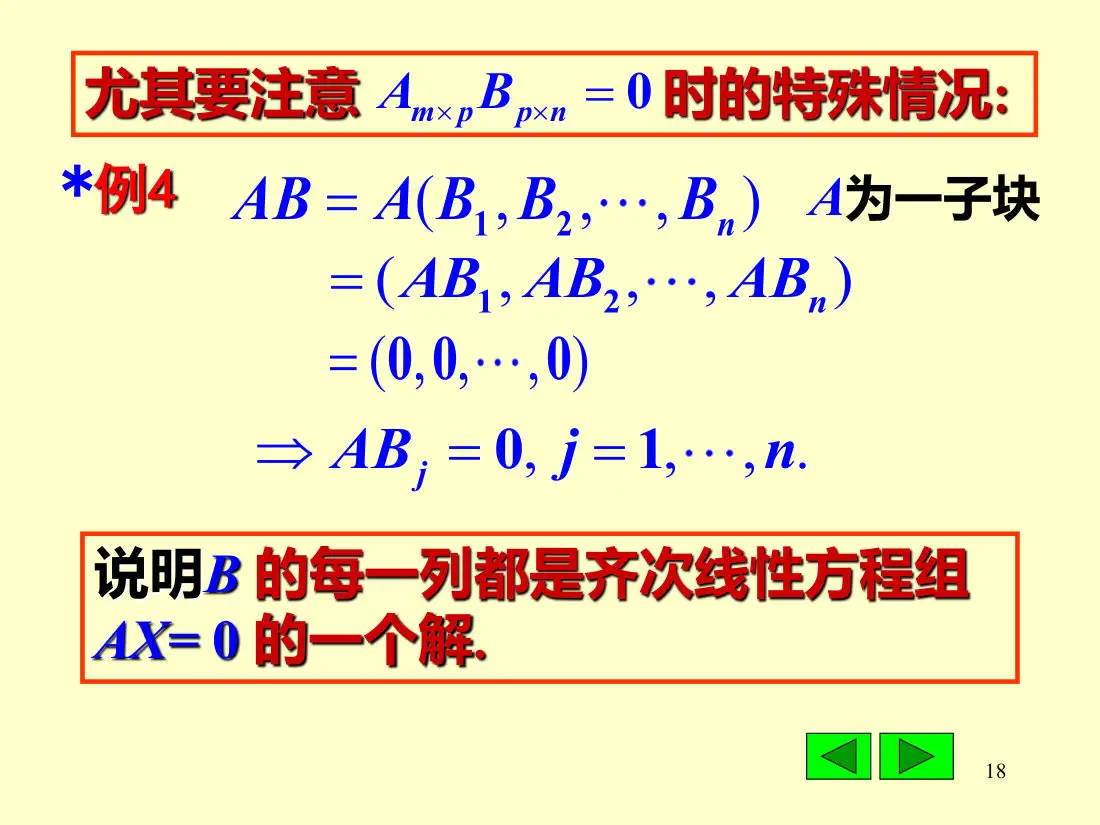 尤其要注意 A_{m×p}B_{p×n} = 0 时的特殊情况:
*例4 AB = A(B_1, B_2, ⋯, B_n) A为一子块
= (AB_1, AB_2, ⋯, AB_n)
= (0, 0, ⋯, 0)
⇒ AB_j = 0, j = 1, ⋯, n.
说明B 的每一列都是齐次线性方程组
AX= 0 的一个解.
18